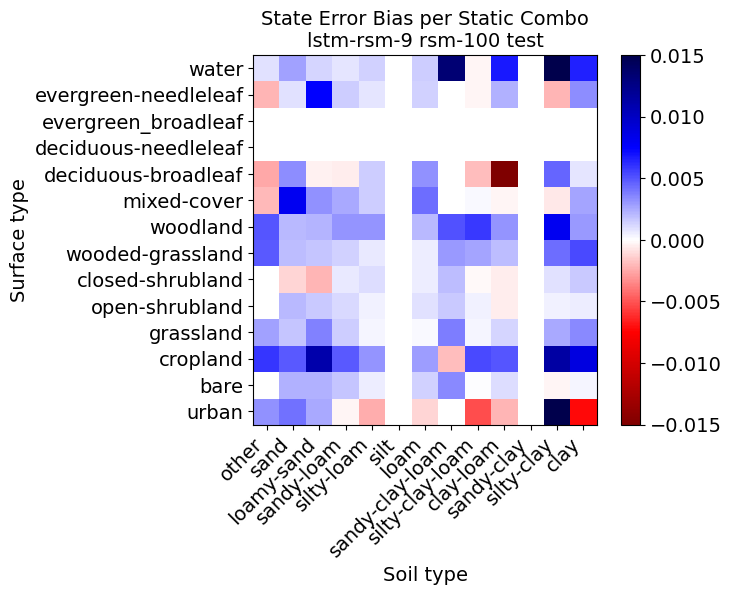 State Error Bias per Static Combo
lstm-rsm-9 rsm-100 test
water
evergreen-needleleaf
evergreen_broadleaf
deciduous-needleleaf
deciduous-broadleaf
mixed-cover
woodland
wooded-grassland
closed-shrubland
open-shrubland
grassland
cropland
bare
urban
Surface type
other
sand
loamy-sand
sandy-loam
silty-loam
silt
loam
sandy-clay-loam
silty-clay-loam
clay-loam
sandy-clay
silty-clay
clay
Soil type
0.015
0.010
0.005
0.000
−0.005
−0.010
−0.015